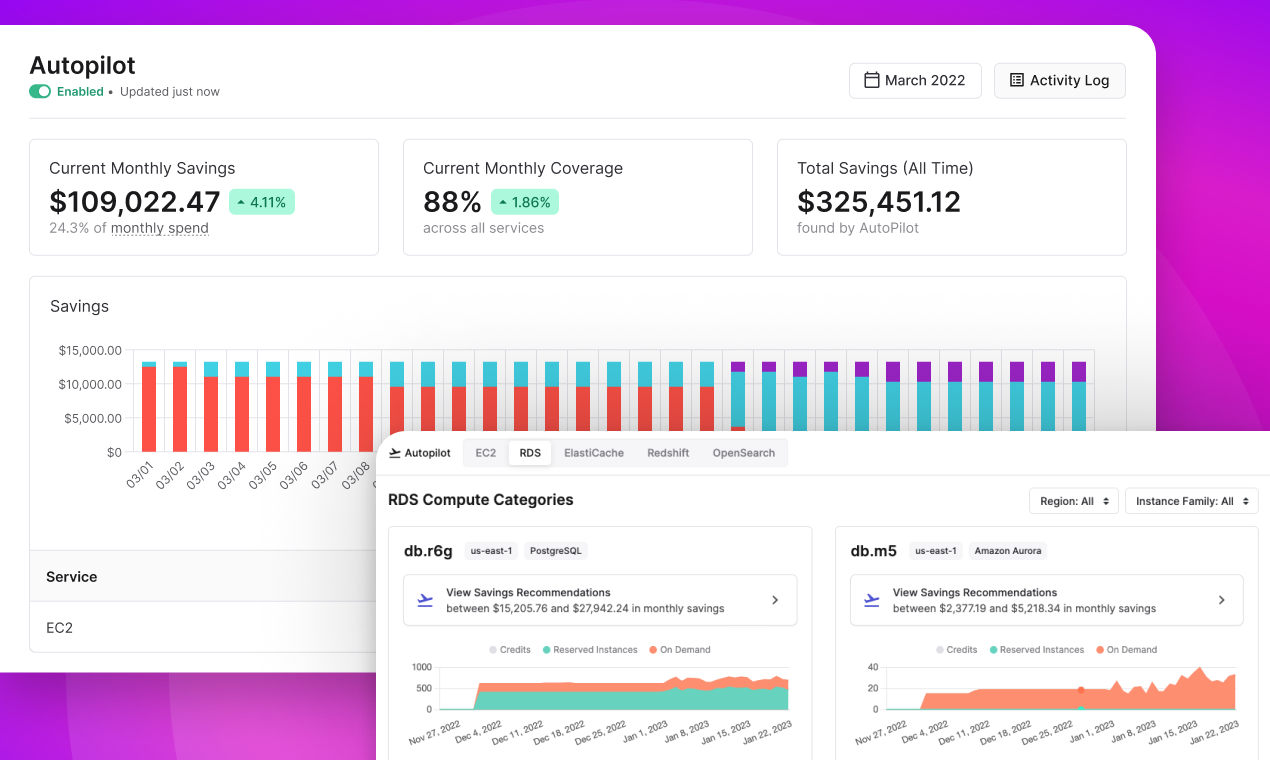 Autopilot
Enabled • Updated just now
March 2022
Activity Log
Current Monthly Savings
$109,022.47 4.11%
24.3% of monthly spend
Current Monthly Coverage
88% 1.86%
across all services
Total Savings (All Time)
$325,451.12
found by AutoPilot
Savings
$15,000.00
$10,000.00
$5,000.00
$0
03/01 03/02 03/03 03/04 03/05 03/06 03/07 03/08
Service
EC2
Autopilot EC2 RDS ElastiCache Redshift OpenSearch
RDS Compute Categories
Region: All
Instance Family: All
db.r6g us-east-1 PostgreSQL
View Savings Recommendations
between $15,205.76 and $27,942.24 in monthly savings
Credits Reserved Instances On Demand
1000
500
0
Nov 27, 2022 Dec 4, 2022 Dec 11, 2022 Dec 18, 2022 Dec 25, 2022 Jan 1, 2023 Jan 8, 2023 Jan 15, 2023 Jan 22, 2023
db.m5 us-east-1 Amazon Aurora
View Savings Recommendations
between $2,377.19 and $5,218.34 in monthly savings
Credits Reserved Instances On Demand
40
20
0
Nov 27, 2022 Dec 4, 2022 Dec 11, 2022 Dec 18, 2022 Dec 25, 2022 Jan 1, 2023 Jan 8, 2023 Jan 15, 2023 Jan 22, 2023